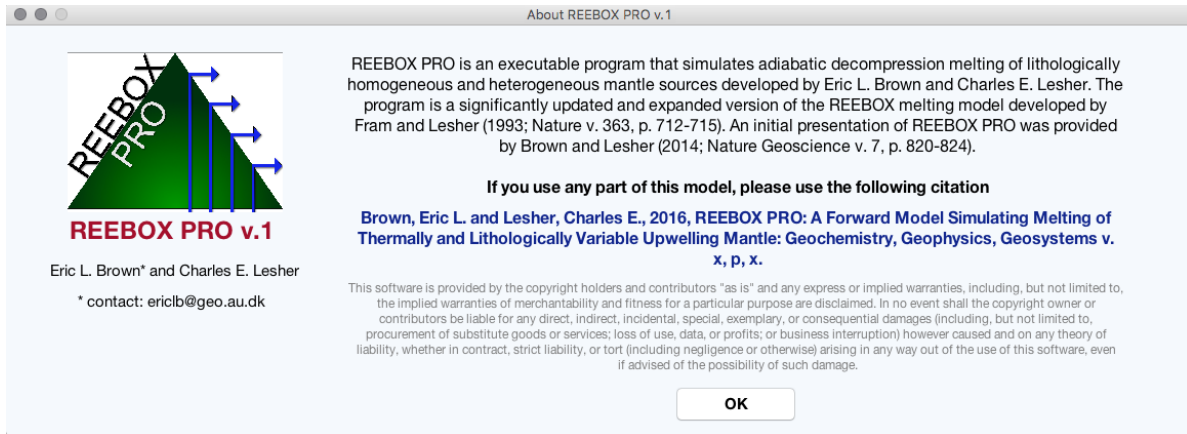 About REEBOX PRO v.1
REEBOX
PRO
REEBOX PRO v.1
Eric L. Brown* and Charles E. Lesher
* contact: ericlb@geo.au.dk
REEBOX PRO is an executable program that simulates adiabatic decompression melting of lithologically
homogeneous and heterogeneous mantle sources developed by Eric L. Brown and Charles E. Lesher. The
program is a significantly updated and expanded version of the REEBOX melting model developed by
Fram and Lesher (1993; Nature v. 363, p. 712-715). An initial presentation of REEBOX PRO was provided
by Brown and Lesher (2014; Nature Geoscience v. 7, p. 820-824).
If you use any part of this model, please use the following citation
Brown, Eric L. and Lesher, Charles E., 2016, REEBOX PRO: A Forward Model Simulating Melting of
Thermally and Lithologically Variable Upwelling Mantle: Geochemistry, Geophysics, Geosystems v.
x, p, x.
This software is provided by the copyright holders and contributors "as is" and any express or implied warranties, including, but not limited to,
the implied warranties of merchantability and fitness for a particular purpose are disclaimed. In no event shall the copyright owner or
contributors be liable for any direct, indirect, incidental, special, exemplary, or consequential damages (including, but not limited to,
procurement of substitute goods or services; loss of use, data, or profits; or business interruption) however caused and on any theory of
liability, whether in contract, strict liability, or tort (including negligence or otherwise) arising in any way out of the use of this software, even
if advised of the possibility of such damage.
OK